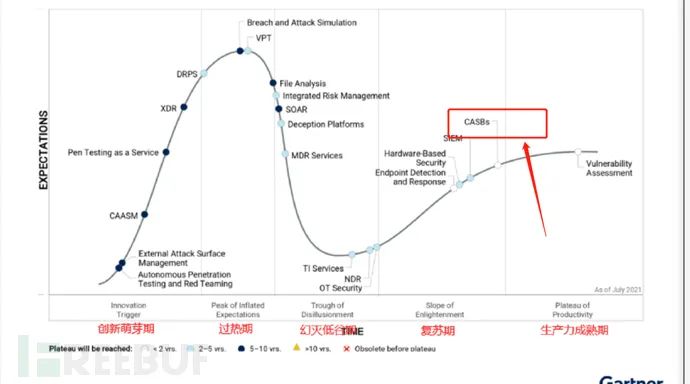 EXPECTATIONS
Breach and Attack Simulation
VPT
DRPS
File Analysis
Integrated Risk Management
XDR
SOAR
Deception Platforms
Pen Testing as a Service
MDR Services
CASBs
SIEM
Hardware-Based
Security
Endpoint Detection
and Response
Vulnerability
Assessment
CAASM
External Attack Surface
Management
Autonomous Penetration
Testing and Red Teaming
TI Services
NDR
OT Security
As of July 2021
Innovation
Trigger
Peak of Inflated
Expectations
Trough of
Disillusionment
Slope of
Enlightenment
Plateau of
Productivity
创新萌芽期
过热期
幻灭低谷
TIME
复苏期
生产力成熟期
Plateau will be reached:
< 2 yrs.
2–5 yrs.
5–10 yrs.
>10 yrs.
Obsolete before plateau
FREEBUF
Gartner